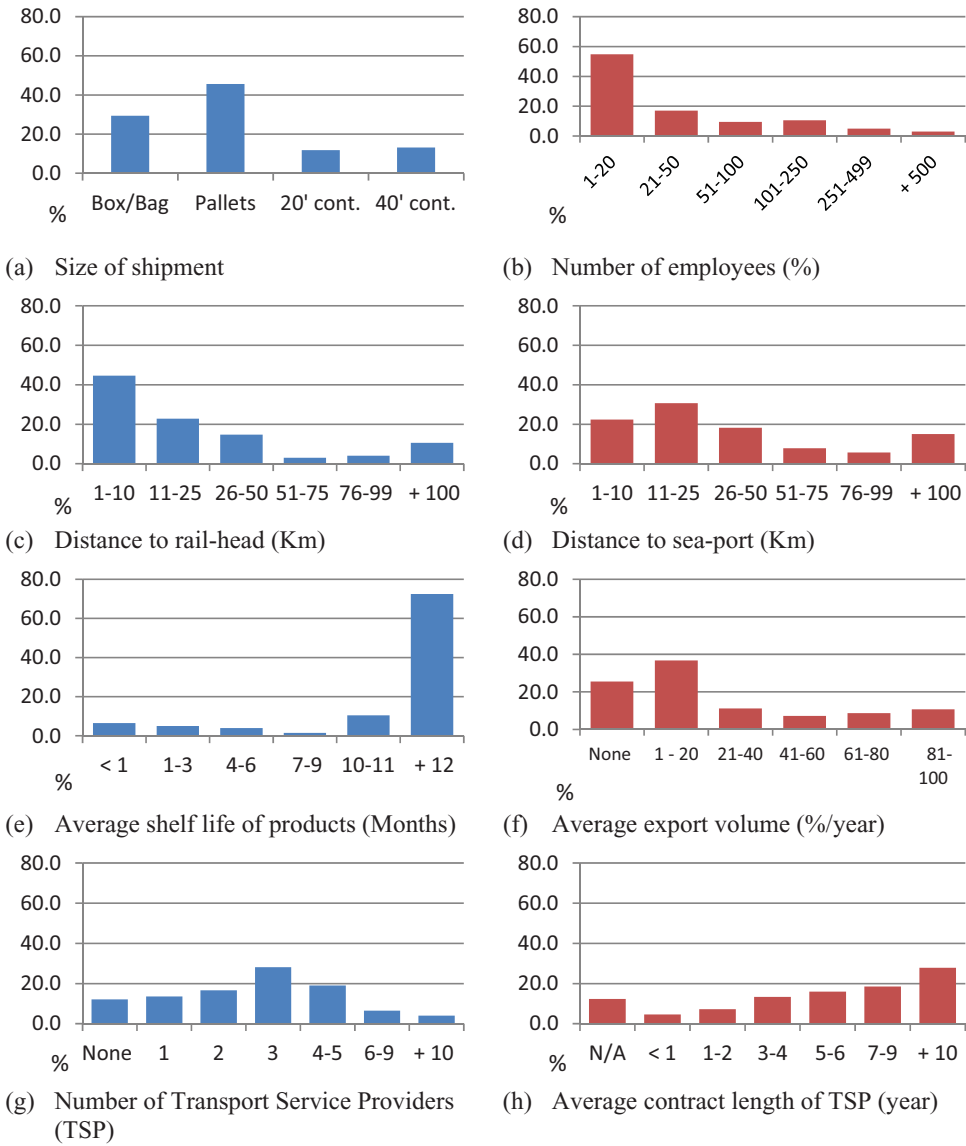 80.0
60.0
40.0
20.0
0.0
%
Box/Bag Pallets 20' cont. 40' cont.
(a) Size of shipment
80.0
60.0
40.0
20.0
0.0
%
1-20 21-50 51-100 101-250 251-499 + 500
(b) Number of employees (%)
80.0
60.0
40.0
20.0
0.0
%
1-10 11-25 26-50 51-75 76-99 + 100
(c) Distance to rail-head (Km)
80.0
60.0
40.0
20.0
0.0
%
1-10 11-25 26-50 51-75 76-99 + 100
(d) Distance to sea-port (Km)
80.0
60.0
40.0
20.0
0.0
%
< 1 1-3 4-6 7-9 10-11 + 12
(e) Average shelf life of products (Months)
80.0
60.0
40.0
20.0
0.0
%
None 1 - 20 21-40 41-60 61-80 81-
100
(f) Average export volume (%/year)
80.0
60.0
40.0
20.0
0.0
%
None 1 2 3 4-5 6-9 + 10
(g) Number of Transport Service Providers
(TSP)
80.0
60.0
40.0
20.0
0.0
%
N/A < 1 1-2 3-4 5-6 7-9 + 10
(h) Average contract length of TSP (year)